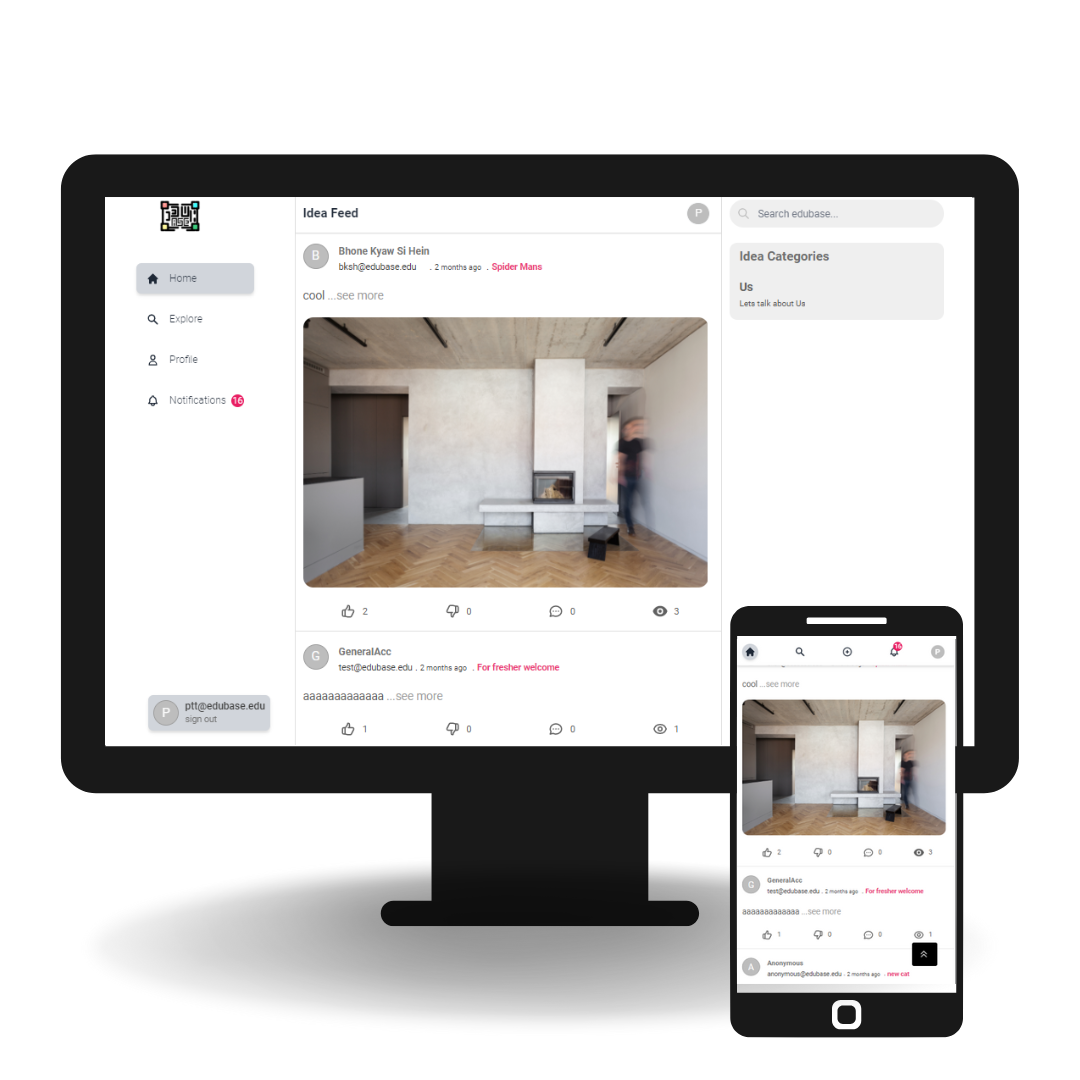 EDU
BASE
Home
Explore
Profile
Notifications 16
P
ptt@edubase.edu
sign out
Idea Feed
P
B
Bhone Kyaw Si Hein
bksh@edubase.edu . 2 months ago . Spider Mans
cool ...see more
2 0 0 3
G
GeneralAcc
test@edubase.edu . 2 months ago . For fresher welcome
aaaaaaaaaaaaa ...see more
1 0 0 1
Search edubase...
Idea Categories
Us
Lets talk about Us
16
P
cool ...see more
2 0 0 3
G
GeneralAcc
test@edubase.edu . 2 months ago . For fresher welcome
aaaaaaaaaaaaa ...see more
1 0 0 1
A
Anonymous
anonymous@edubase.edu . 2 months ago . new cat